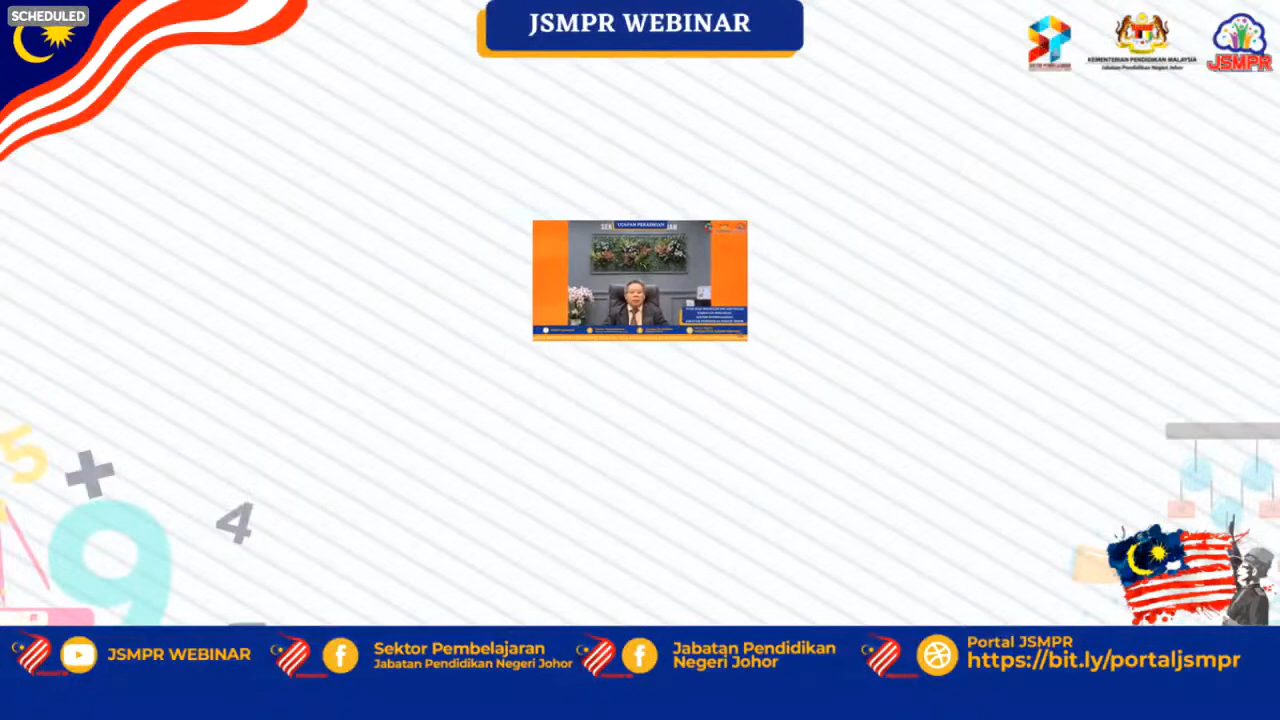 SCHEDULED
JSMPR WEBINAR
KEMENTERIAN PENDIDIKAN MALAYSIA
Jabatan Pendidikan Negeri Johor
JSMPR
UCAPAN PERASMIAN
5
+
4
9
JSMPR WEBINAR
Sektor Pembelajaran
Jabatan Pendidikan Negeri Johor
Jabatan Pendidikan
Negeri Johor
Portal JSMPR
https://bit.ly/portaljsmpr